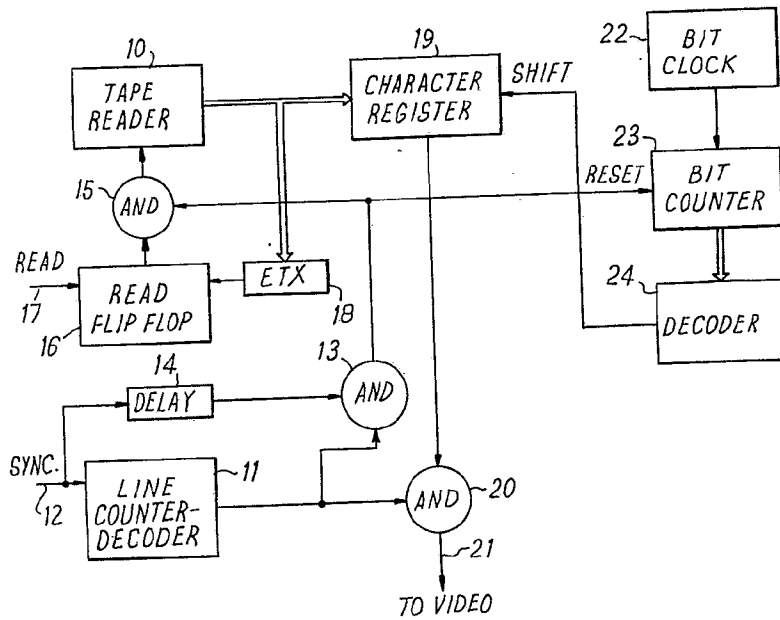 10
TAPE
READER
19
CHARACTER
REGISTER
SHIFT
22
BIT
CLOCK
23
BIT
COUNTER
RESET
15
AND
READ
17
READ
FLIP FLOP
16
ETX
18
24
DECODER
13
AND
14
DELAY
SYNC.
12
11
LINE
COUNTER-
DECODER
AND
20
21
TO VIDEO